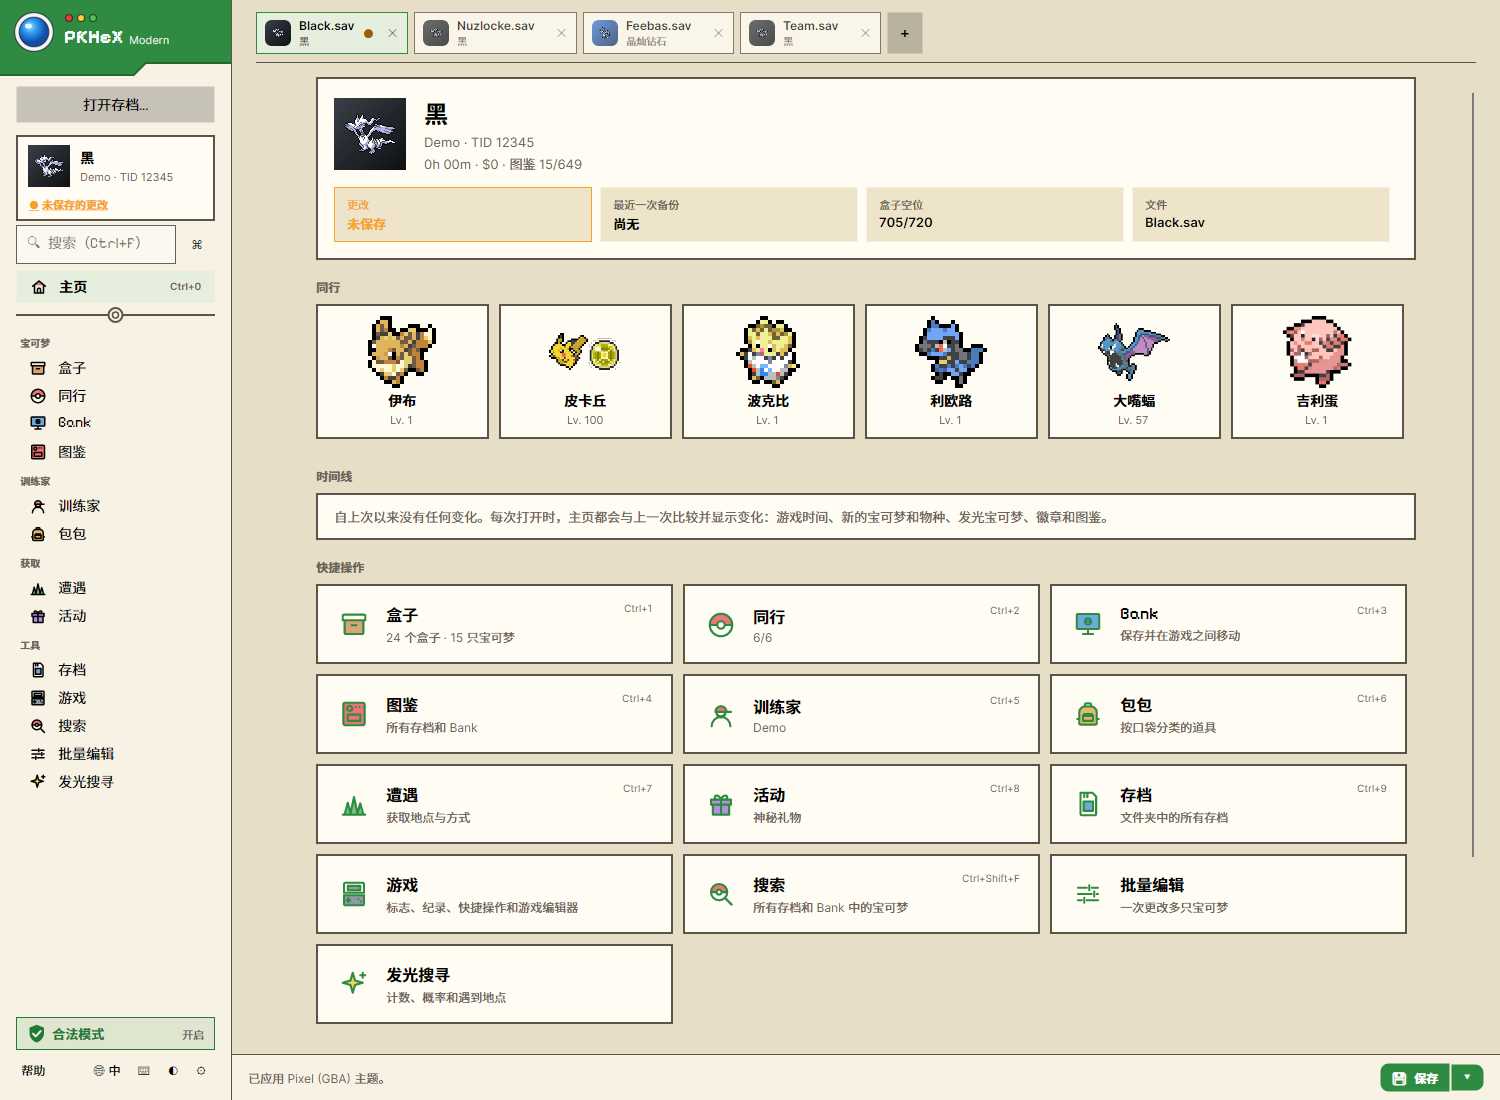 PKHeX Modern
打开存档...
黑
Demo · TID 12345
未保存的更改
搜索（Ctrl+F）
⌘
主页 Ctrl+0
宝可梦
盒子
同行
Bank
图鉴
训练家
训练家
包包
获取
遭遇
活动
工具
存档
游戏
搜索
批量编辑
发光搜寻
合法模式 开启
帮助 中
Black.sav
黑
Nuzlocke.sav
黑
Feebas.sav
晶灿钻石
Team.sav
黑
+
黑
Demo · TID 12345
0h 00m · $0 · 图鉴 15/649
更改
未保存
最近一次备份
尚无
盒子空位
705/720
文件
Black.sav
同行
伊布
Lv. 1
皮卡丘
Lv. 100
波克比
Lv. 1
利欧路
Lv. 1
大嘴蝠
Lv. 57
吉利蛋
Lv. 1
时间线
自上次以来没有任何变化。每次打开时，主页都会与上一次比较并显示变化：游戏时间、新的宝可梦和物种、发光宝可梦、徽章和图鉴。
快捷操作
盒子 Ctrl+1
24 个盒子 · 15 只宝可梦
同行 Ctrl+2
6/6
Bank Ctrl+3
保存并在游戏之间移动
图鉴 Ctrl+4
所有存档和 Bank
训练家 Ctrl+5
Demo
包包 Ctrl+6
按口袋分类的道具
遭遇 Ctrl+7
获取地点与方式
活动 Ctrl+8
神秘礼物
存档 Ctrl+9
文件夹中的所有存档
游戏
标志、纪录、快捷操作和游戏编辑器
搜索 Ctrl+Shift+F
所有存档和 Bank 中的宝可梦
批量编辑
一次更改多只宝可梦
发光搜寻
计数、概率和遇到地点
已应用 Pixel (GBA) 主题。
保存